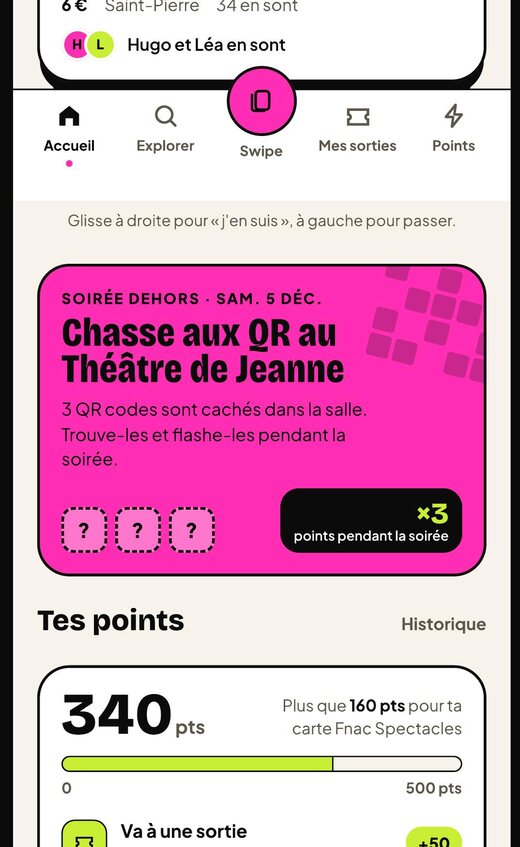 6 € Saint-Pierre 34 en sont
H L Hugo et Léa en sont
Accueil Explorer Swipe Mes sorties Points
Glisse à droite pour « j'en suis », à gauche pour passer.
SOIRÉE DEHORS · SAM. 5 DÉC.
Chasse aux QR au
Théâtre de Jeanne
3 QR codes sont cachés dans la salle.
Trouve-les et flashe-les pendant la
soirée.
? ? ?
×3
points pendant la soirée
Tes points Historique
340 pts
Plus que 160 pts pour ta
carte Fnac Spectacles
0 500 pts
Va à une sortie
+50